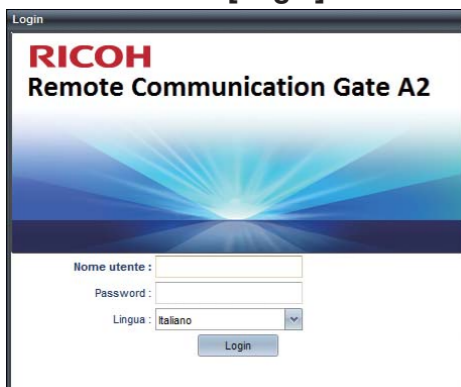 Login
RICOH
Remote Communication Gate A2
Nome utente :
Password :
Lingua : Italiano
Login